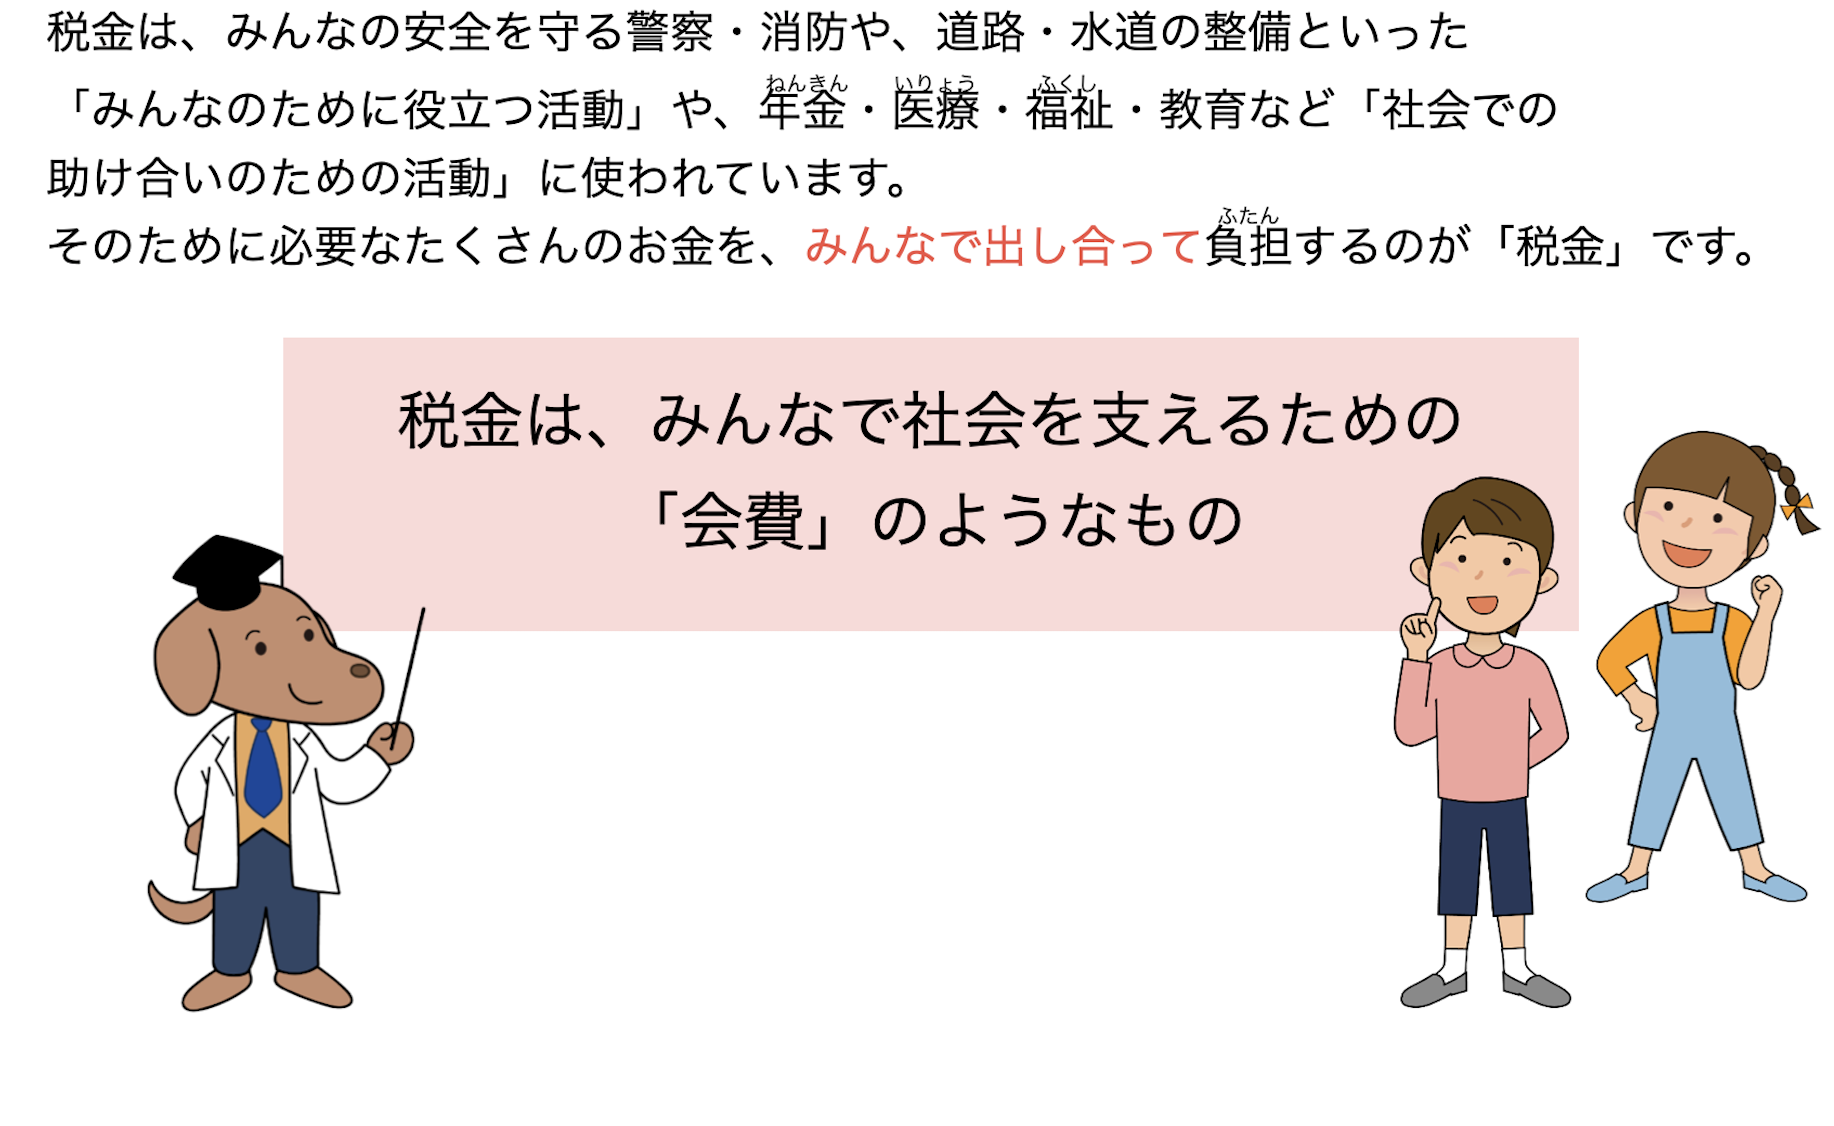 税金は、みんなの安全を守る警察・消防や、道路・水道の整備といった
「みんなのために役立つ活動」や、年金・医療・福祉・教育など「社会での
ねんきん いりょう ふくし
助け合いのための活動」に使われています。
そのために必要なたくさんのお金を、みんなで出し合って負担するのが「税金」です。
ふたん
税金は、みんなで社会を支えるための
「会費」のようなもの